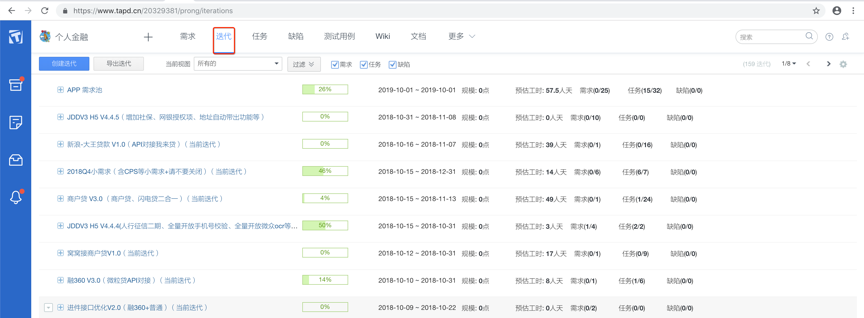 https://www.tapd.cn/20329381/prong/iterations
个人金融 需求 迭代 任务 缺陷 测试用例 Wiki 文档 更多 搜索
创建迭代 导出迭代 当前视图 所有的 过滤 需求 任务 缺陷 (159 迭代) 1/8
APP 需求池 26% 2019-10-01 ~ 2019-10-01 规模: 0点 预估工时: 57.5人天 需求(0/25) 任务(15/32) 缺陷(0/0)
JDDV3 H5 V4.4.5（增加社保、网银授权项、地址自动带出功能等） 0% 2018-10-31 ~ 2018-11-08 规模: 0点 预估工时: 0人天 需求(0/10) 任务(0/0) 缺陷(0/0)
新浪-大王贷款 V1.0（API对接我来贷）（当前迭代） 0% 2018-10-16 ~ 2018-11-07 规模: 0点 预估工时: 39人天 需求(0/1) 任务(0/16) 缺陷(0/0)
2018Q4小需求（含CPS等小需求+请不要关闭）（当前迭代） 46% 2018-10-15 ~ 2018-12-31 规模: 0点 预估工时: 14人天 需求(0/6) 任务(6/7) 缺陷(0/0)
商户贷 V3.0 （商户贷、闪电贷二合一）（当前迭代） 4% 2018-10-15 ~ 2018-11-13 规模: 0点 预估工时: 49人天 需求(0/1) 任务(1/24) 缺陷(0/0)
JDDV3 H5 V4.4.4(人行征信二期、全量开放手机号校验、全量开放微众ocr等... 50% 2018-10-15 ~ 2018-10-31 规模: 0点 预估工时: 3人天 需求(1/4) 任务(2/2) 缺陷(0/0)
窝窝接商户贷V1.0（当前迭代） 0% 2018-10-12 ~ 2018-10-31 规模: 0点 预估工时: 17人天 需求(0/1) 任务(0/9) 缺陷(0/0)
融360 V3.0（微粒贷API对接）（当前迭代） 14% 2018-10-10 ~ 2018-10-31 规模: 0点 预估工时: 8人天 需求(0/1) 任务(1/6) 缺陷(0/0)
进件接口优化V2.0（融360+普通）（当前迭代） 0% 2018-10-09 ~ 2018-10-22 规模: 0点 预估工时: 0人天 需求(0/2) 任务(0/0) 缺陷(0/0)